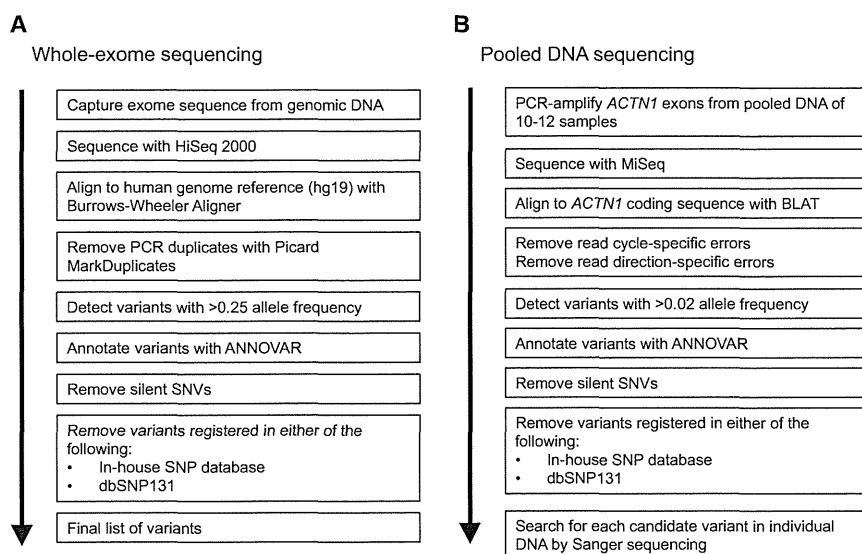 A
Whole-exome sequencing
Capture exome sequence from genomic DNA
Sequence with HiSeq 2000
Align to human genome reference (hg19) with
Burrows-Wheeler Aligner
Remove PCR duplicates with Picard
MarkDuplicates
Detect variants with >0.25 allele frequency
Annotate variants with ANNOVAR
Remove silent SNVs
Remove variants registered in either of the
following:
• In-house SNP database
• dbSNP131
Final list of variants
B
Pooled DNA sequencing
PCR-amplify ACTN1 exons from pooled DNA of
10-12 samples
Sequence with MiSeq
Align to ACTN1 coding sequence with BLAT
Remove read cycle-specific errors
Remove read direction-specific errors
Detect variants with >0.02 allele frequency
Annotate variants with ANNOVAR
Remove silent SNVs
Remove variants registered in either of the
following:
• In-house SNP database
• dbSNP131
Search for each candidate variant in individual
DNA by Sanger sequencing